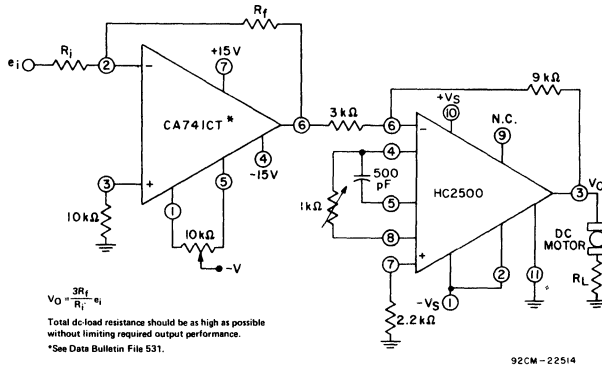 Rf
ei
Ri
2
−
+15V
7
CA741CT*
6
4
−15V
3
+
5
1
10kΩ
10kΩ
−V
3kΩ
6
−
9kΩ
+VS
10
N.C.
9
4
500
pF
5
HC2500
3
VO
1kΩ
8
+
7
DC
MOTOR
2
11
RL
−VS
1
2.2kΩ
VO = 3Rf/Ri ei
Total dc-load resistance should be as high as possible
without limiting required output performance.
*See Data Bulletin File 531.
92CM-22514